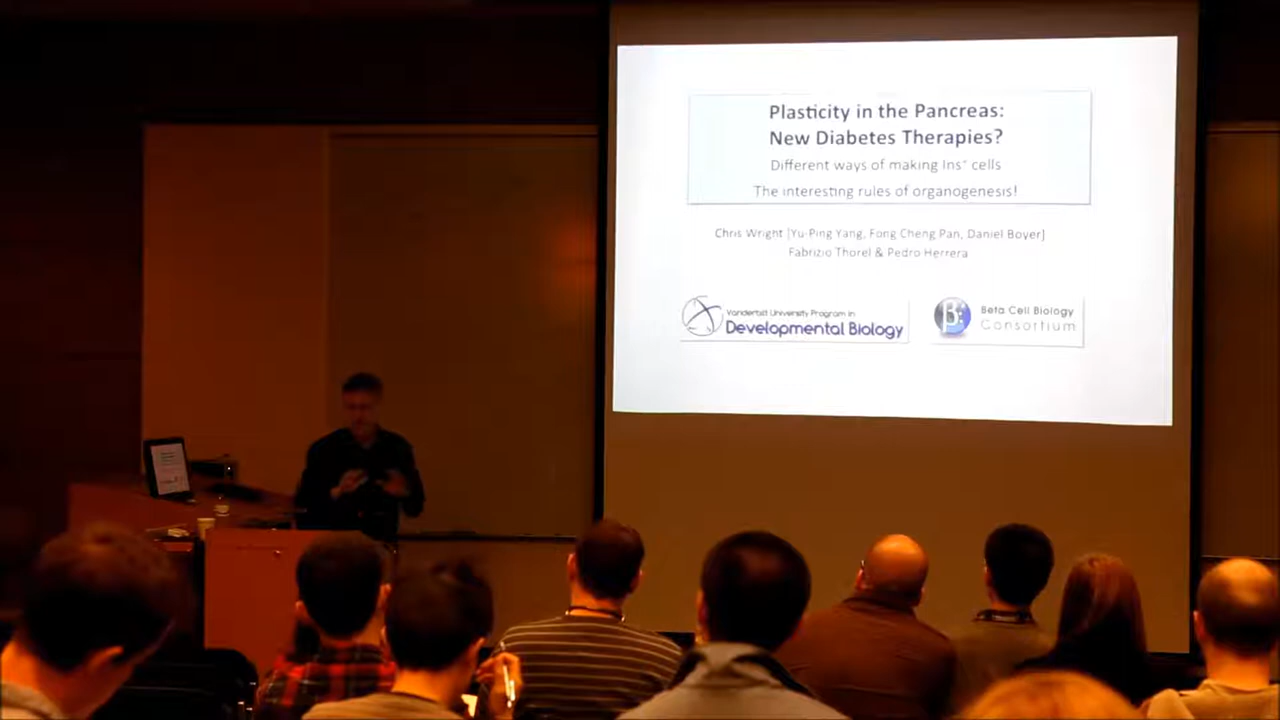 Plasticity in the Pancreas:
New Diabetes Therapies?
Different ways of making Ins⁺ cells
The interesting rules of organogenesis!
Chris Wright [Yu-Ping Yang, Fong Cheng Pan, Daniel Boyer]
Fabrizio Thorel & Pedro Herrera
Vanderbilt University Program in
Developmental Biology
β
Beta Cell Biology
Consortium